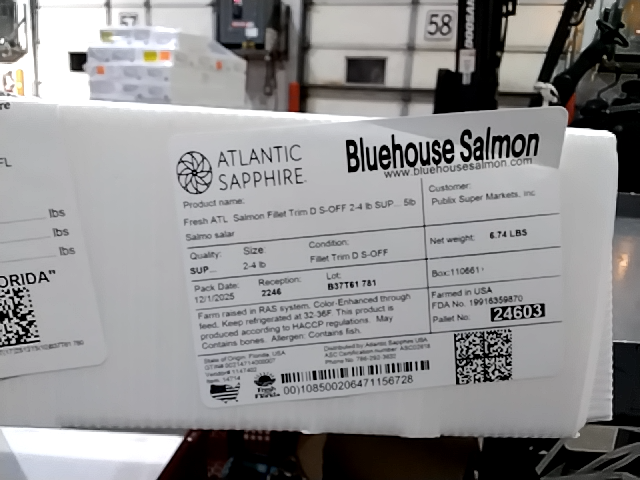 58
FL
lbs
lbs
lbs
ORIDA"
ATLANTIC SAPPHIRE
Bluehouse Salmon
www.bluehousesalmon.com
Product name:
Fresh ATL Salmon Fillet Trim D S-OFF 2-4 lb SUP... 5lb
Salmo salar
Customer:
Publix Super Markets, Inc.
Quality: Size: Condition:
SUP... 2-4 lb Fillet Trim D S-OFF
Net weight: 6.74 LBS
Pack Date: Reception: Lot:
12/1/2025 2246 B37T61 781
Box:110661
Farm raised in RAS system, Color-Enhanced through
feed. Keep refrigerated at 32-36F. This product is
produced according to HACCP regulations. May
Contains bones. Allergen: Contains fish.
Farmed in USA
FDA No. 19916359870
Pallet No.: 24603
State of Origin: Florida, USA
Distributed by Atlantic Sapphire USA
Fresh
Florida
00)108500206471156728